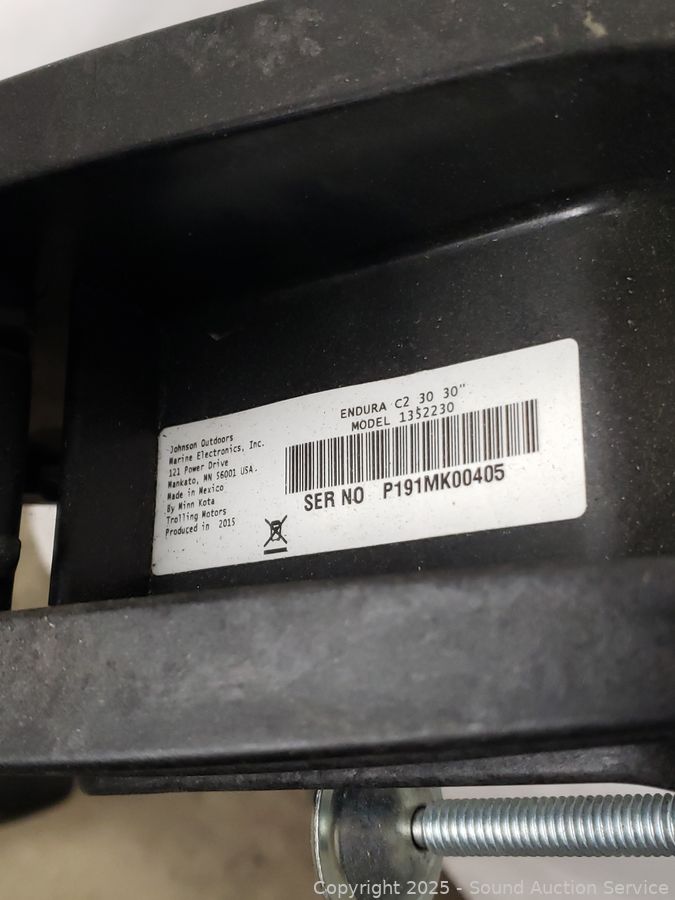 Johnson Outdoors
Marine Electronics, Inc.
121 Power Drive
Mankato, MN 56001 USA.
Made in Mexico
By Minn Kota
Trolling Motors
Produced in 2015
ENDURA C2 30 30"
MODEL 1352230
SER NO P191MK00405
Copyright 2025 - Sound Auction Service